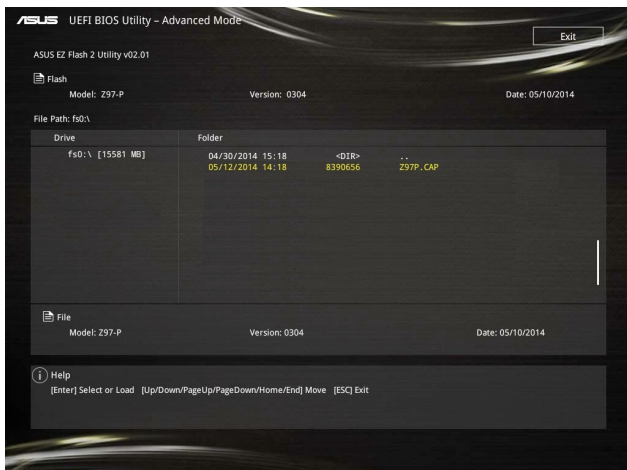 ASUS UEFI BIOS Utility – Advanced Mode
Exit
ASUS EZ Flash 2 Utility v02.01
Flash
Model: Z97-P Version: 0304 Date: 05/10/2014
File Path: fs0:\
Drive Folder
fs0:\ [15581 MB] 04/30/2014 15:18 <DIR> ..
05/12/2014 14:18 8390656 Z97P.CAP
File
Model: Z97-P Version: 0304 Date: 05/10/2014
i Help
[Enter] Select or Load [Up/Down/PageUp/PageDown/Home/End] Move [ESC] Exit